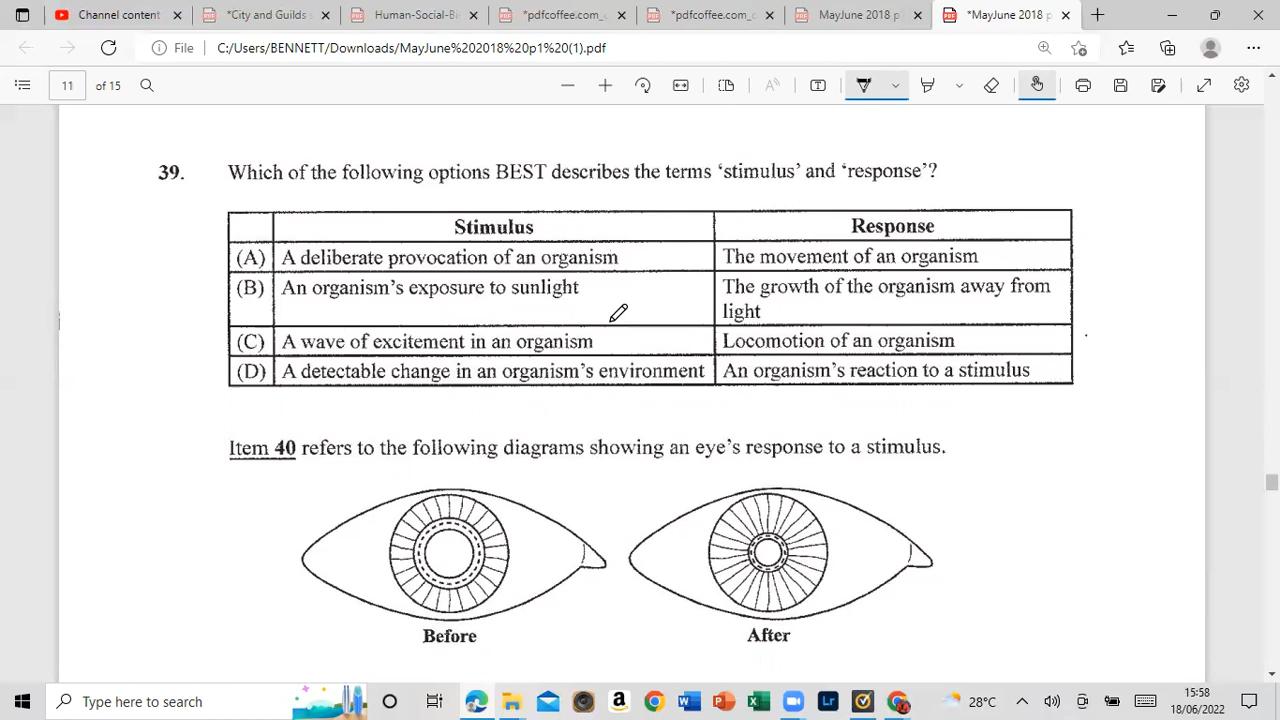 Channel content
*City and Guilds s
Human-Social-Bi
*pdfcoffee.com_c
*pdfcoffee.com_c
MayJune 2018 p
*MayJune 2018 p
File
C:/Users/BENNETT/Downloads/MayJune%202018%20p1%20(1).pdf
11 of 15
39. Which of the following options BEST describes the terms ‘stimulus’ and ‘response’?
Stimulus Response
(A) A deliberate provocation of an organism The movement of an organism
(B) An organism’s exposure to sunlight The growth of the organism away from
light
(C) A wave of excitement in an organism Locomotion of an organism
(D) A detectable change in an organism’s environment An organism’s reaction to a stimulus
Item 40 refers to the following diagrams showing an eye’s response to a stimulus.
Before After
Type here to search
28°C
15:58
18/06/2022